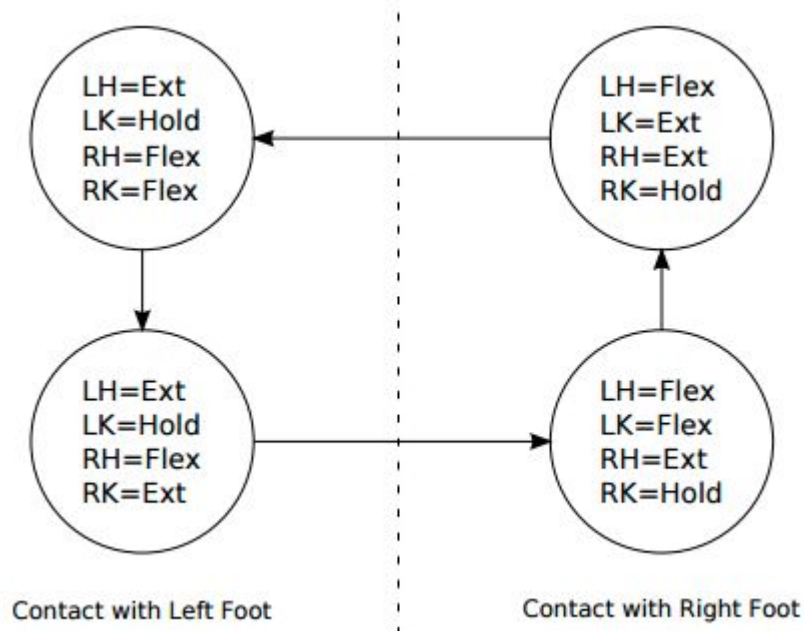 LH=Ext
LK=Hold
RH=Flex
RK=Flex
LH=Flex
LK=Ext
RH=Ext
RK=Hold
LH=Ext
LK=Hold
RH=Flex
RK=Ext
LH=Flex
LK=Flex
RH=Ext
RK=Hold
Contact with Left Foot
Contact with Right Foot